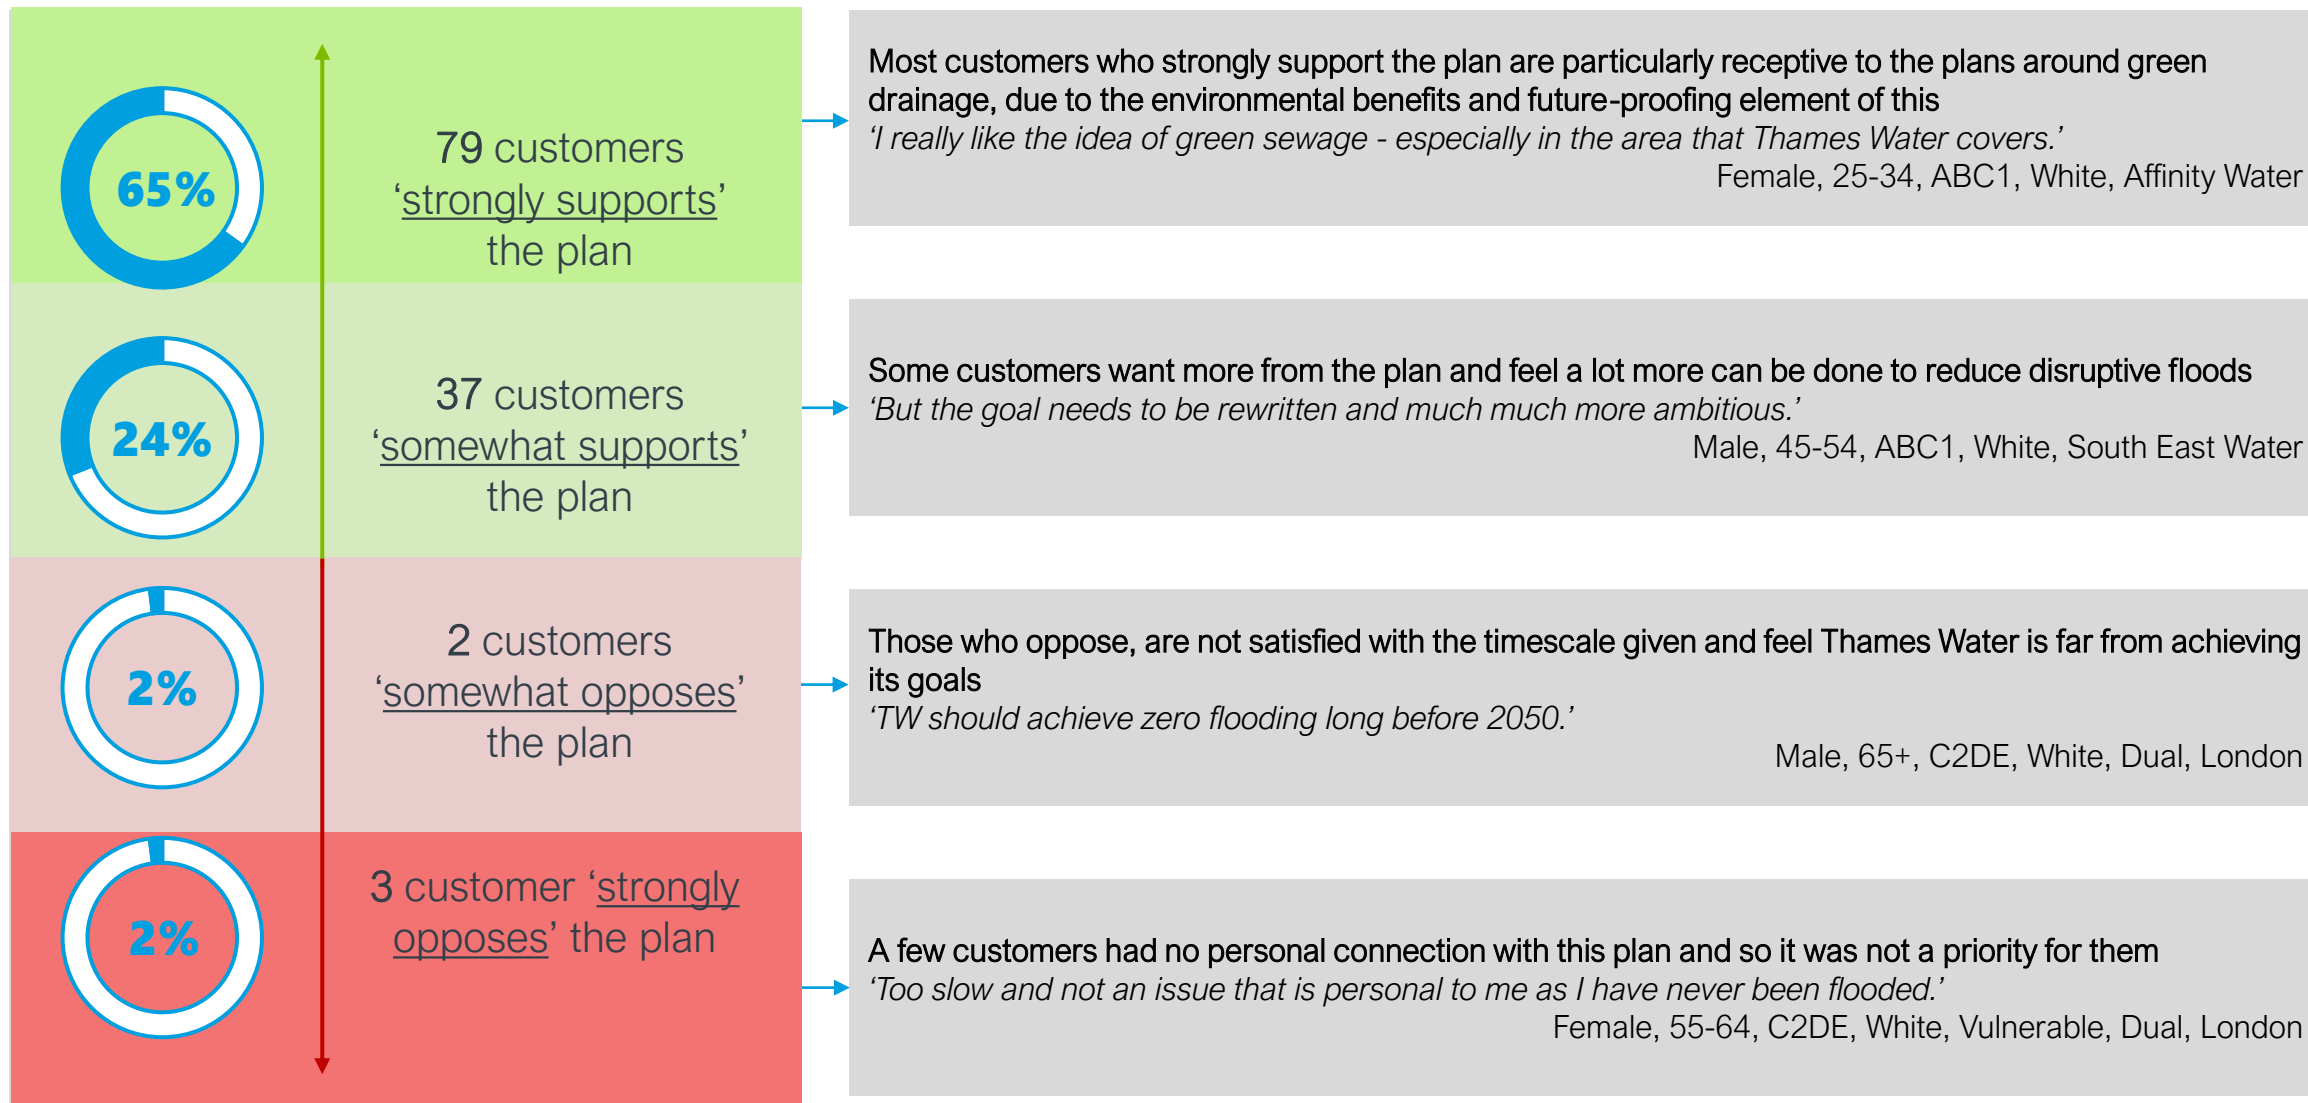 65%
79 customers
‘strongly supports’
the plan
Most customers who strongly support the plan are particularly receptive to the plans around green
drainage, due to the environmental benefits and future-proofing element of this
‘I really like the idea of green sewage - especially in the area that Thames Water covers.’
Female, 25-34, ABC1, White, Affinity Water
24%
37 customers
‘somewhat supports’
the plan
Some customers want more from the plan and feel a lot more can be done to reduce disruptive floods
‘But the goal needs to be rewritten and much much more ambitious.’
Male, 45-54, ABC1, White, South East Water
2%
2 customers
‘somewhat opposes’
the plan
Those who oppose, are not satisfied with the timescale given and feel Thames Water is far from achieving
its goals
‘TW should achieve zero flooding long before 2050.’
Male, 65+, C2DE, White, Dual, London
2%
3 customer ‘strongly
opposes’ the plan
A few customers had no personal connection with this plan and so it was not a priority for them
‘Too slow and not an issue that is personal to me as I have never been flooded.’
Female, 55-64, C2DE, White, Vulnerable, Dual, London